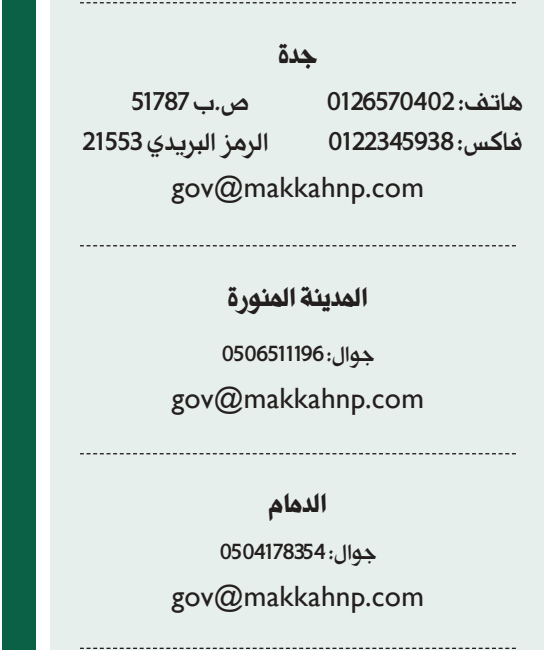 جدة
هاتف: 0126570402 ص.ب 51787
فاكس: 0122345938 الرمز البريدي 21553
gov@makkahnp.com
المدينة المنورة
جوال: 0506511196
gov@makkahnp.com
الدمام
جوال: 0504178354
gov@makkahnp.com